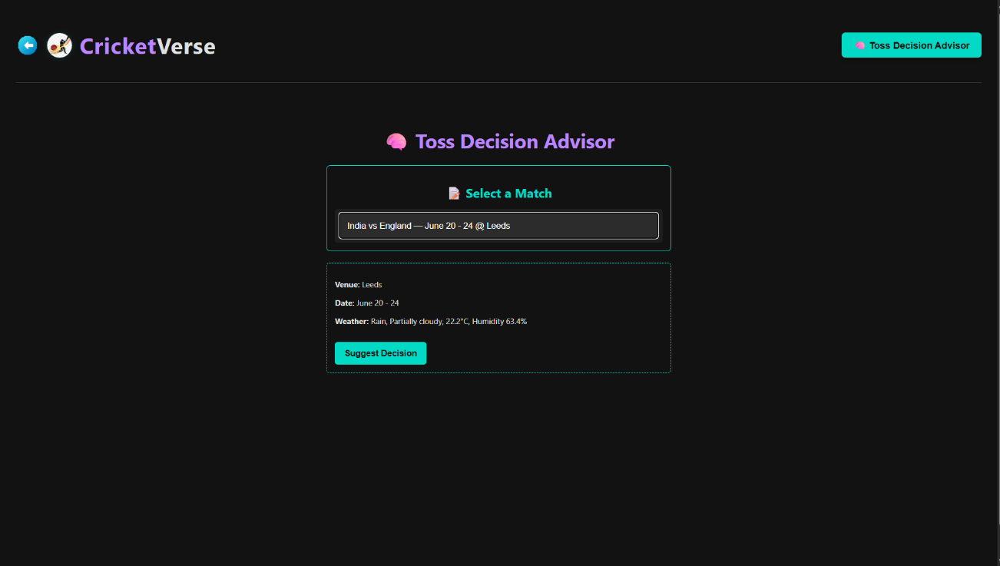 CricketVerse
Toss Decision Advisor
Toss Decision Advisor
Select a Match
India vs England — June 20 - 24 @ Leeds
Venue: Leeds
Date: June 20 - 24
Weather: Rain, Partially cloudy, 22.2°C, Humidity 63.4%
Suggest Decision